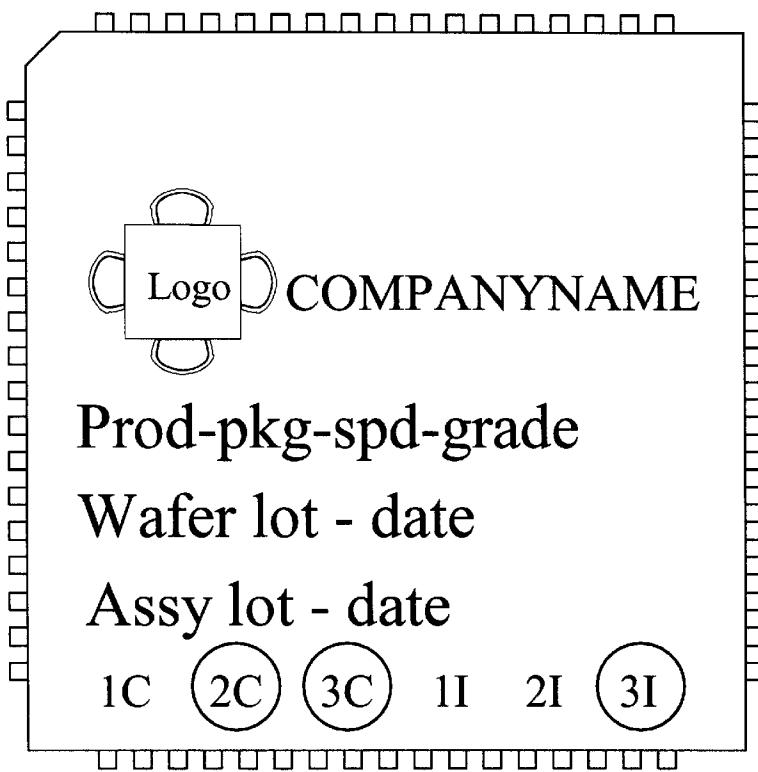 Logo COMPANYNAME
Prod-pkg-spd-grade
Wafer lot - date
Assy lot - date
1C 2C 3C 1I 2I 3I